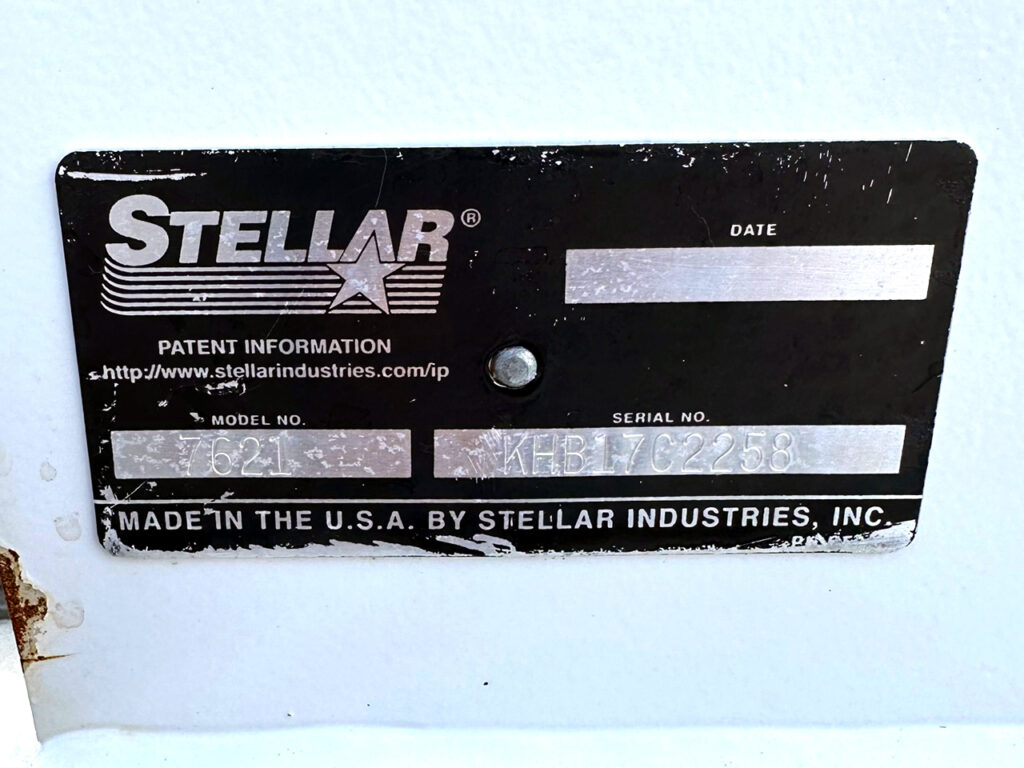 STELLAR®
DATE
PATENT INFORMATION
http://www.stellarindustries.com/ip
MODEL NO.
SERIAL NO.
7621
KHB17C2258
MADE IN THE U.S.A. BY STELLAR INDUSTRIES, INC.